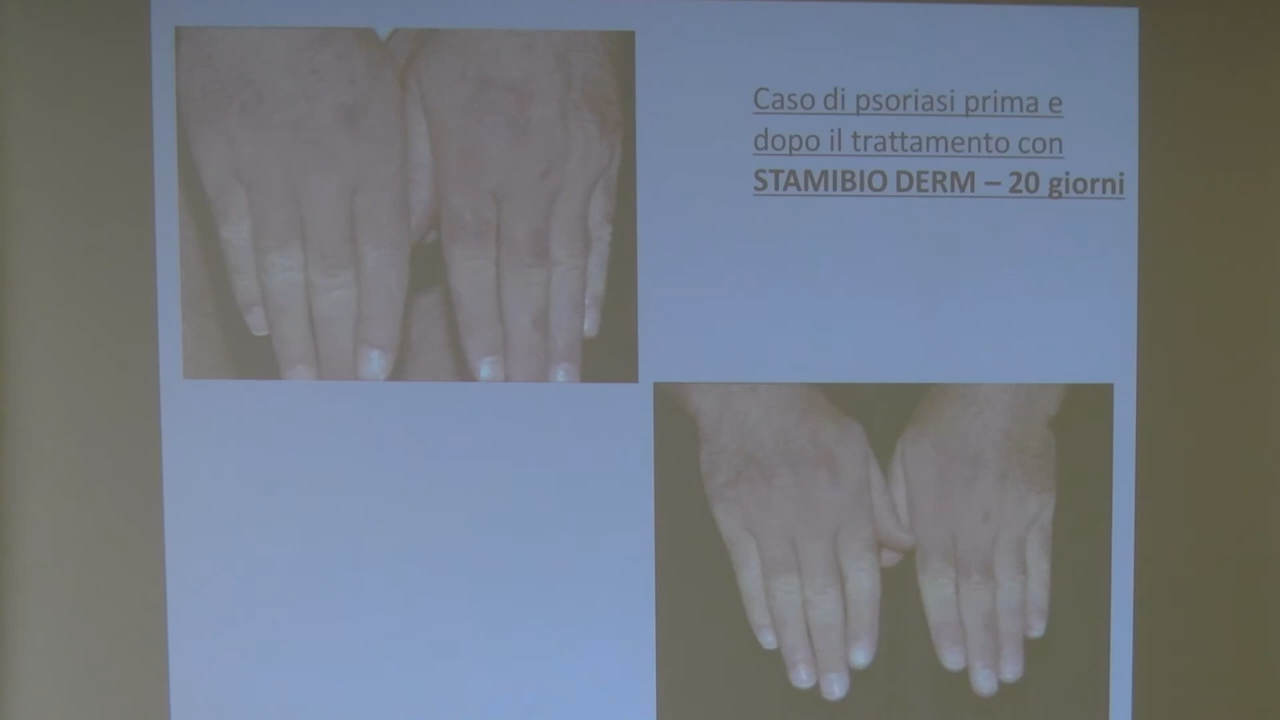 Caso di psoriasi prima e
dopo il trattamento con
STAMIBIO DERM – 20 giorni